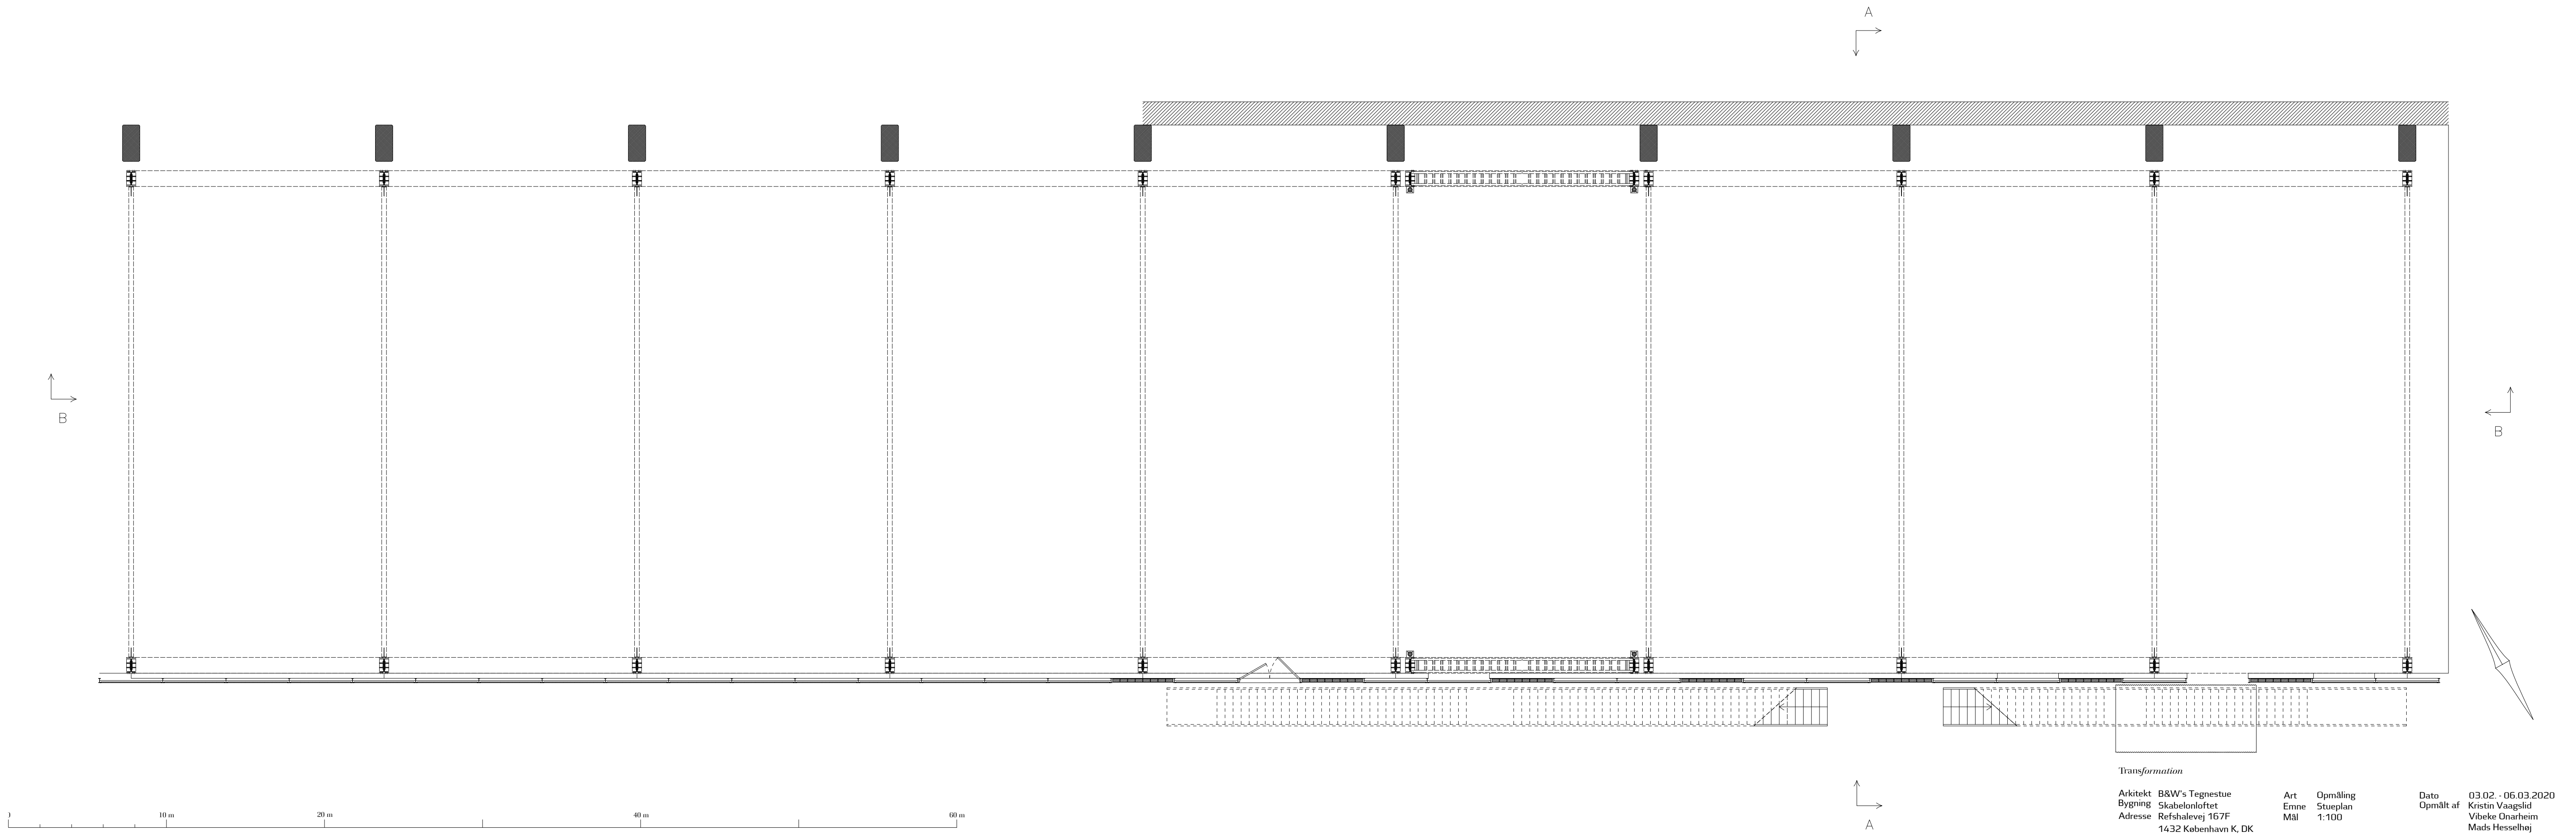 A
B
B
0 10 m 20 m 40 m 60 m
A
Transformation
Arkitekt B&W's Tegnestue
Bygning Skabelonloftet
Adresse Refshalevej 167F
1432 København K, DK
Art Opmåling
Emne Stueplan
Mål 1:100
Dato 03.02. - 06.03.2020
Opmålt af Kristin Vaagslid
Vibeke Onarheim
Mads Hesselhøj